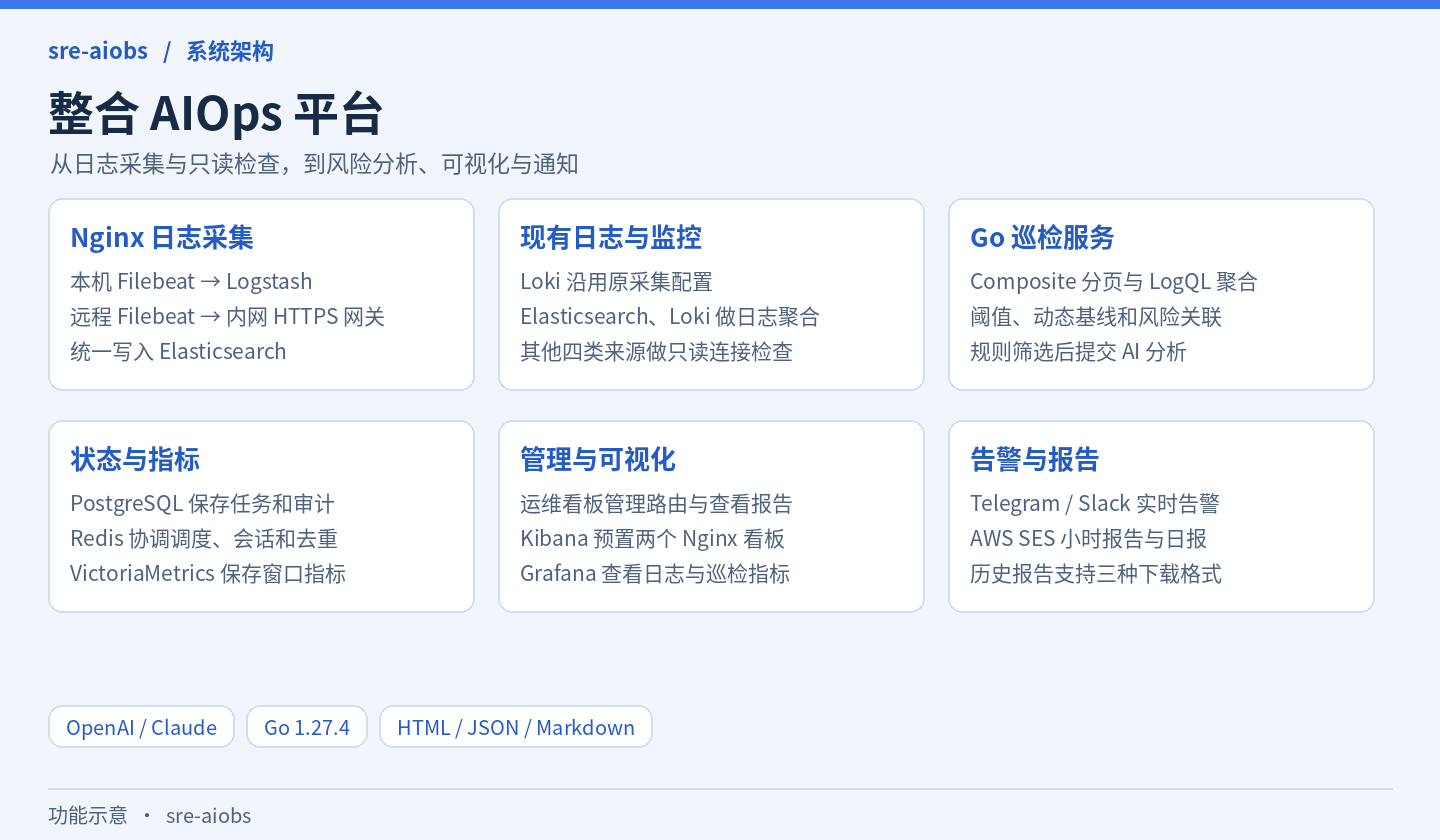 sre-aiobs / 系统架构
整合 AIOps 平台
从日志采集与只读检查，到风险分析、可视化与通知
Nginx 日志采集
本机 Filebeat → Logstash
远程 Filebeat → 内网 HTTPS 网关
统一写入 Elasticsearch
现有日志与监控
Loki 沿用原采集配置
Elasticsearch、Loki 做日志聚合
其他四类来源做只读连接检查
Go 巡检服务
Composite 分页与 LogQL 聚合
阈值、动态基线和风险关联
规则筛选后提交 AI 分析
状态与指标
PostgreSQL 保存任务和审计
Redis 协调调度、会话和去重
VictoriaMetrics 保存窗口指标
管理与可视化
运维看板管理路由与查看报告
Kibana 预置两个 Nginx 看板
Grafana 查看日志与巡检指标
告警与报告
Telegram / Slack 实时告警
AWS SES 小时报告与日报
历史报告支持三种下载格式
OpenAI / Claude
Go 1.27.4
HTML / JSON / Markdown
功能示意 · sre-aiobs